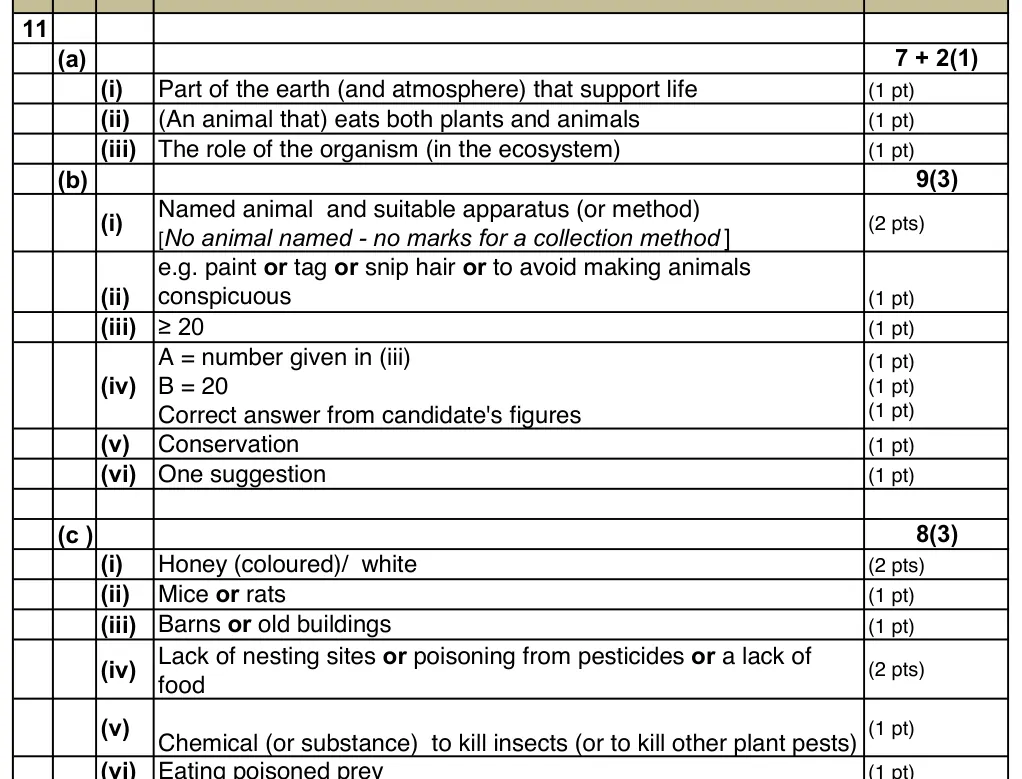 11
(a) 7 + 2(1)
(i) Part of the earth (and atmosphere) that support life (1 pt)
(ii) (An animal that) eats both plants and animals (1 pt)
(iii) The role of the organism (in the ecosystem) (1 pt)
(b) 9(3)
(i) Named animal and suitable apparatus (or method) (2 pts)
[No animal named - no marks for a collection method]
e.g. paint or tag or snip hair or to avoid making animals
(ii) conspicuous (1 pt)
(iii) ≥ 20 (1 pt)
A = number given in (iii) (1 pt)
(iv) B = 20 (1 pt)
Correct answer from candidate's figures (1 pt)
(v) Conservation (1 pt)
(vi) One suggestion (1 pt)
(c ) 8(3)
(i) Honey (coloured)/ white (2 pts)
(ii) Mice or rats (1 pt)
(iii) Barns or old buildings (1 pt)
(iv) Lack of nesting sites or poisoning from pesticides or a lack of (2 pts)
food
(v) Chemical (or substance) to kill insects (or to kill other plant pests) (1 pt)
(vi) Eating poisoned prey (1 pt)